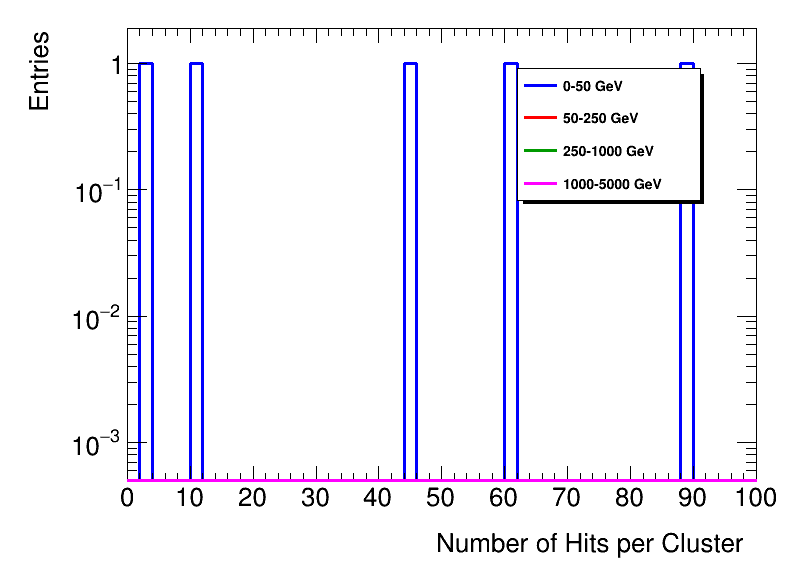 Entries
1
10⁻¹
10⁻²
10⁻³
0-50 GeV
50-250 GeV
250-1000 GeV
1000-5000 GeV
0 10 20 30 40 50 60 70 80 90 100
Number of Hits per Cluster